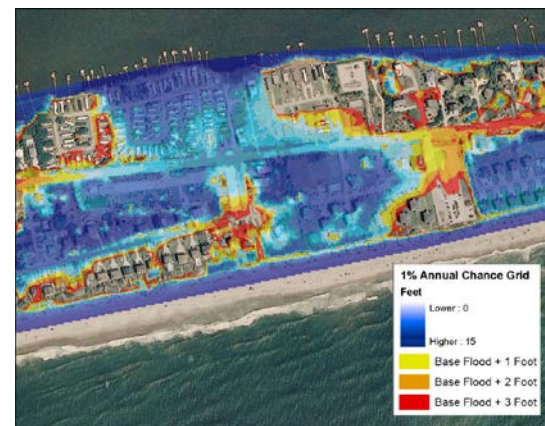 1% Annual Chance Grid
Feet
Lower : 0
Higher : 15
Base Flood + 1 Foot
Base Flood + 2 Foot
Base Flood + 3 Foot